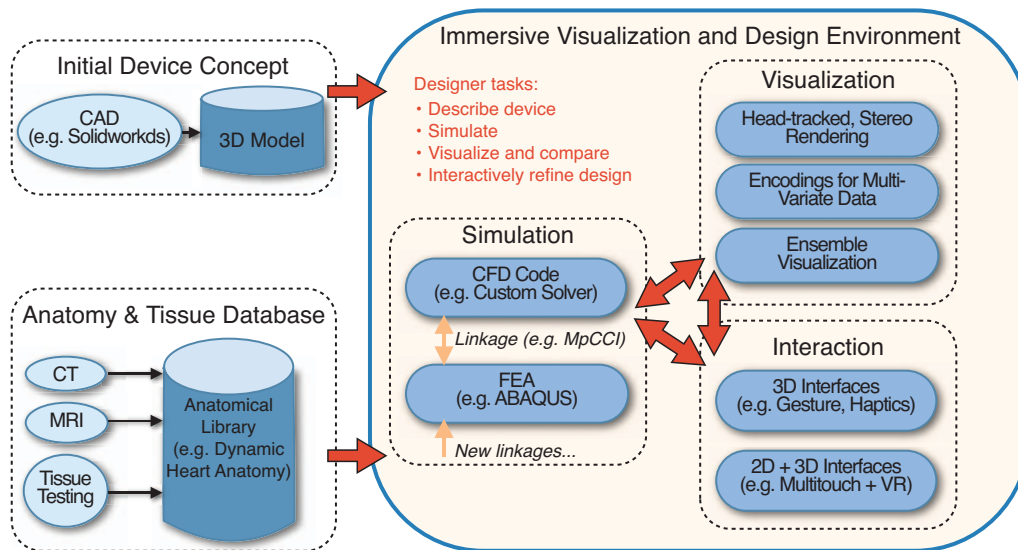 Initial Device Concept
CAD
(e.g. Solidworkds)
3D Model
Anatomy & Tissue Database
CT
MRI
Tissue
Testing
Anatomical
Library
(e.g. Dynamic
Heart Anatomy)
Immersive Visualization and Design Environment
Designer tasks:
• Describe device
• Simulate
• Visualize and compare
• Interactively refine design
Simulation
CFD Code
(e.g. Custom Solver)
Linkage (e.g. MpCCI)
FEA
(e.g. ABAQUS)
New linkages...
Visualization
Head-tracked, Stereo
Rendering
Encodings for Multi-
Variate Data
Ensemble
Visualization
Interaction
3D Interfaces
(e.g. Gesture, Haptics)
2D + 3D Interfaces
(e.g. Multitouch + VR)